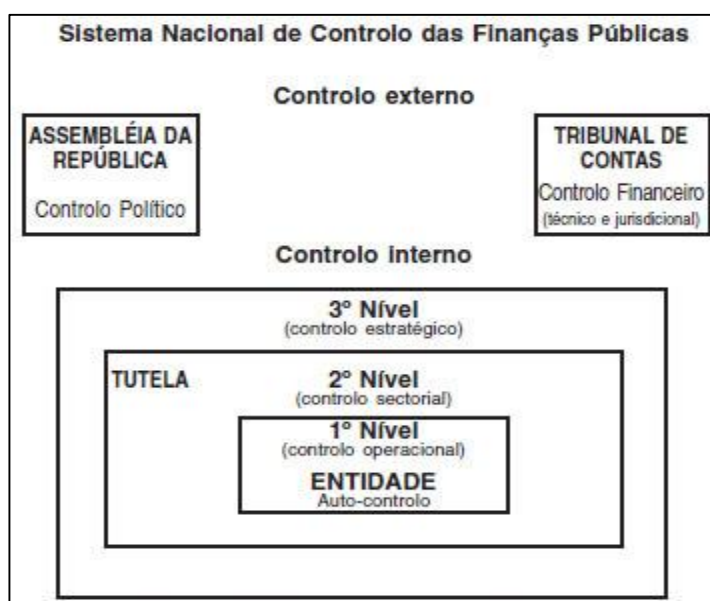 Sistema Nacional de Controlo das Finanças Públicas
Controlo externo
ASSEMBLÉIA DA
REPÚBLICA
Controlo Político
TRIBUNAL DE
CONTAS
Controlo Financeiro
(técnico e jurisdicional)
Controlo interno
3º Nível
(controlo estratégico)
TUTELA
2º Nível
(controlo sectorial)
1º Nível
(controlo operacional)
ENTIDADE
Auto-controlo